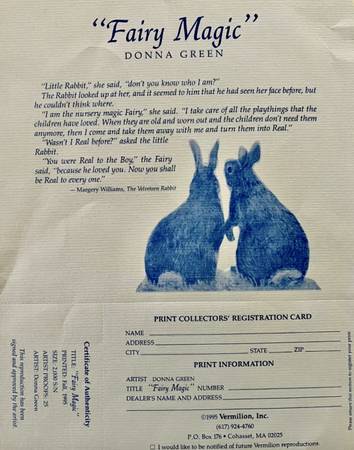 “Fairy Magic”
DONNA GREEN
“Little Rabbit,” she said, “don’t you know who I am?”
The Rabbit looked up at her, and it seemed to him that he had seen her face before, but
he couldn’t think where.
“I am the nursery magic Fairy,” she said. “I take care of all the playthings that the
children have loved. When they are old and worn out and the children don’t need them
anymore, then I come and take them away with me and turn them into Real.”
“Wasn’t I Real before?” asked the little
Rabbit.
“You were Real to the Boy,” the Fairy
said, “because he loved you. Now you shall
be Real to every one.”
— Margery Williams, The Velveteen Rabbit
Certificate of Authenticity
TITLE: “Fairy Magic”
PRINTED: Fall, 1995
SIZE: 2,000 S/N
ARTIST PROOFS: 25
ARTIST: Donna Green
This reproduction has been
signed and approved by the artist.
PRINT COLLECTORS’ REGISTRATION CARD
NAME
ADDRESS
CITY STATE ZIP
PRINT INFORMATION
ARTIST DONNA GREEN
TITLE “Fairy Magic” NUMBER
DEALER’S NAME AND ADDRESS
©1995 Vermilion, Inc.
(617) 924-4760
P.O. Box 176 • Cohasset, MA 02025
I would like to be notified of future Vermilion reproductions.